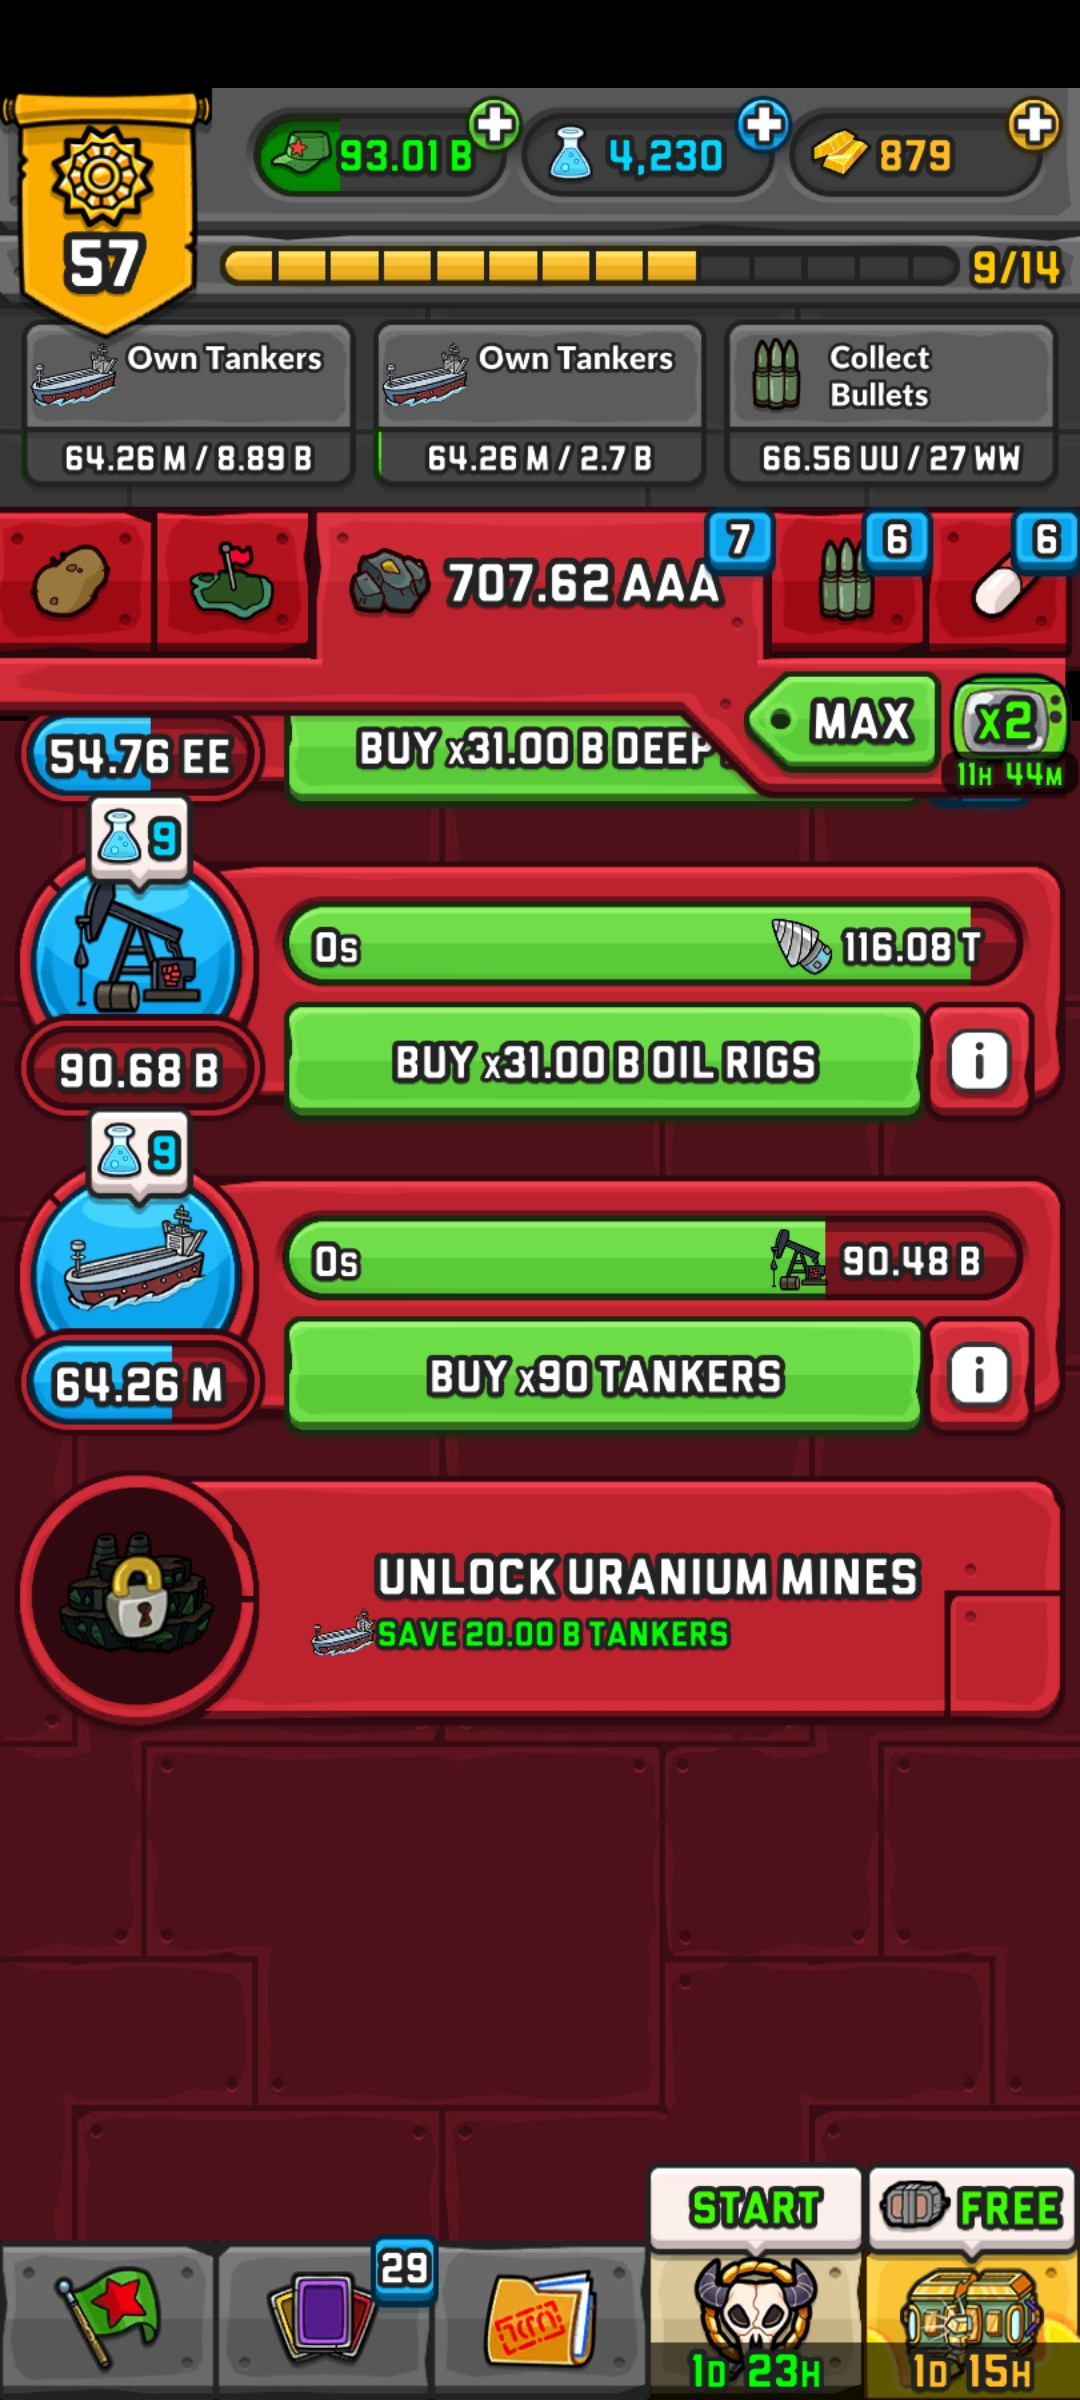 93.01 B
4,230
879
57
9/14
Own Tankers
64.26 M / 8.89 B
Own Tankers
64.26 M / 2.7 B
Collect
Bullets
66.56 UU / 27 WW
707.62 AAA
7
6
6
MAX
x2
11H 44M
54.76 EE
BUY x31.00 B DEEP
9
0s
116.08 T
90.68 B
BUY x31.00 B OIL RIGS
i
9
0s
90.48 B
64.26 M
BUY x90 TANKERS
i
UNLOCK URANIUM MINES
SAVE 20.00 B TANKERS
START
FREE
29
1D 23H
1D 15H